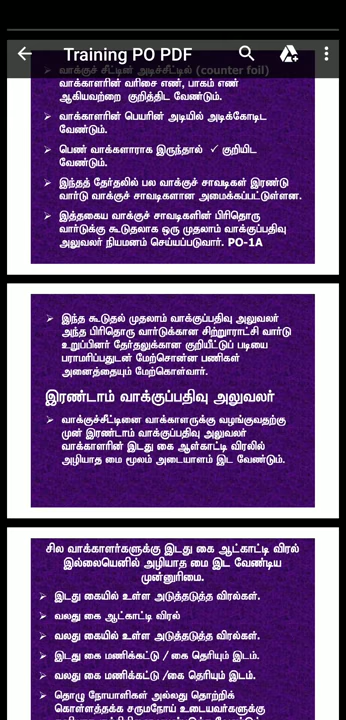 Training PO PDF
வாக்குச் சீட்டின் அடிச்சீட்டில் (counter foil)
வாக்காளரின் வரிசை எண், பாகம் எண்
ஆகியவற்றை குறித்திட வேண்டும்.
வாக்காளரின் பெயரின் அடியில் அடிக்கோடிட
வேண்டும்.
பெண் வாக்காளராக இருந்தால் ✓ குறியிட
வேண்டும்.
இந்தத் தேர்தலில் பல வாக்குச் சாவடிகள் இரண்டு
வார்டு வாக்குச் சாவடிகளான அமைக்கப்பட்டுள்ளன.
இத்தகைய வாக்குச் சாவடிகளின் பிரிதொரு
வார்டுக்கு கூடுதலாக ஒரு முதலாம் வாக்குப்பதிவு
அலுவலர் நியமனம் செய்யப்படுவார். PO-1A
இந்த கூடுதல் முதலாம் வாக்குப்பதிவு அலுவலர்
அந்த பிரிதொரு வார்டுக்கான சிற்றூராட்சி வார்டு
உறுப்பினர் தேர்தலுக்கான குறியீட்டுப் படியை
பராமரிப்பதுடன் மேற்சொன்ன பணிகள்
அனைத்தையும் மேற்கொள்வார்.
இரண்டாம் வாக்குப்பதிவு அலுவலர்
வாக்குச்சீட்டினை வாக்காளருக்கு வழங்குவதற்கு
முன் இரண்டாம் வாக்குப்பதிவு அலுவலர்
வாக்காளரின் இடது கை ஆள்காட்டி விரலில்
அழியாத மை மூலம் அடையாளம் இட வேண்டும்.
சில வாக்காளர்களுக்கு இடது கை ஆட்காட்டி விரல்
இல்லையெனில் அழியாத மை இட வேண்டிய
முன்னுரிமை.
இடது கையில் உள்ள அடுத்தடுத்த விரல்கள்.
வலது கை ஆட்காட்டி விரல்
வலது கையில் உள்ள அடுத்தடுத்த விரல்கள்.
இடது கை மணிக்கட்டு / கை தெரியும் இடம்.
வலது கை மணிக்கட்டு /கை தெரியும் இடம்.
தொழு நோயாளிகள் அல்லது தொற்றிக்
கொள்ளத்தக்க சருமநோய் உடையவர்களுக்கு